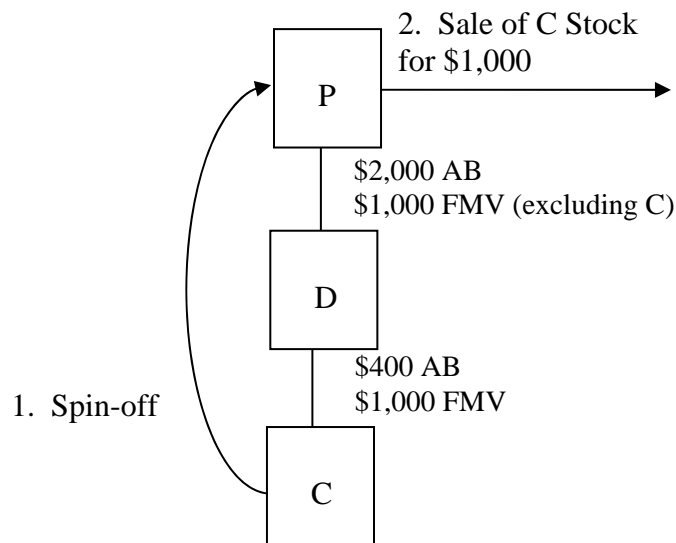 2. Sale of C Stock
for $1,000
P
$2,000 AB
$1,000 FMV (excluding C)
D
$400 AB
$1,000 FMV
1. Spin-off
C